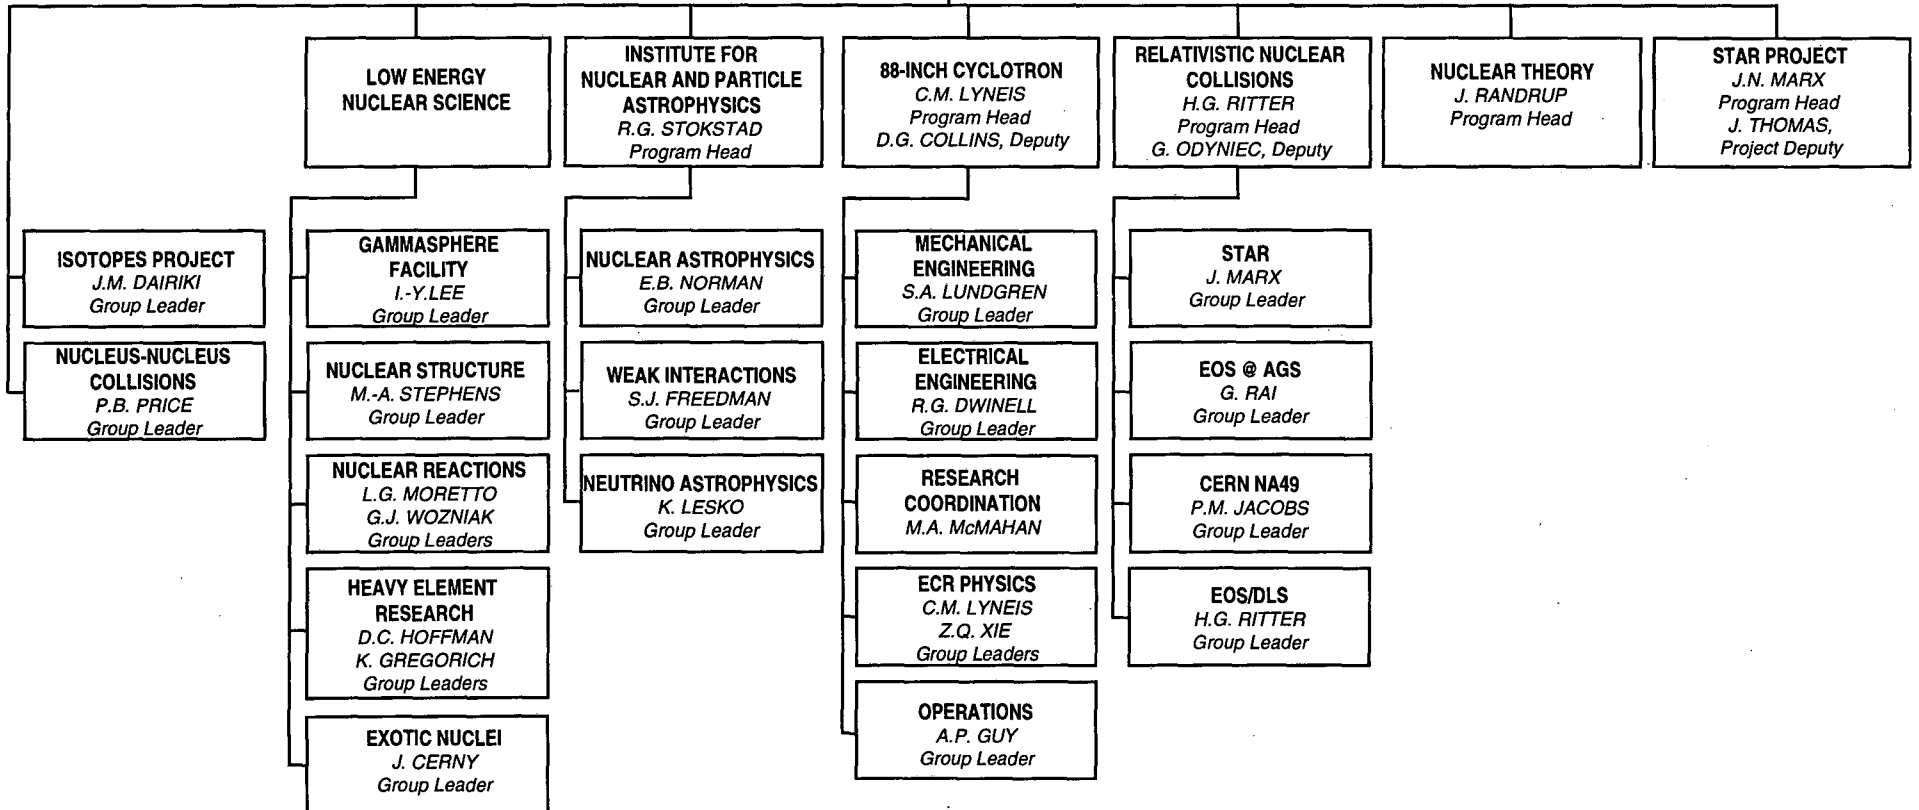 LOW ENERGY
NUCLEAR SCIENCE
INSTITUTE FOR
NUCLEAR AND PARTICLE
ASTROPHYSICS
R.G. STOKSTAD
Program Head
88-INCH CYCLOTRON
C.M. LYNEIS
Program Head
D.G. COLLINS, Deputy
RELATIVISTIC NUCLEAR
COLLISIONS
H.G. RITTER
Program Head
G. ODYNIEC, Deputy
NUCLEAR THEORY
J. RANDRUP
Program Head
STAR PROJECT
J.N. MARX
Program Head
J. THOMAS,
Project Deputy
ISOTOPES PROJECT
J.M. DAIRIKI
Group Leader
NUCLEUS-NUCLEUS
COLLISIONS
P.B. PRICE
Group Leader
GAMMASPHERE
FACILITY
I.-Y.LEE
Group Leader
NUCLEAR STRUCTURE
M.-A. STEPHENS
Group Leader
NUCLEAR REACTIONS
L.G. MORETTO
G.J. WOZNIAK
Group Leaders
HEAVY ELEMENT
RESEARCH
D.C. HOFFMAN
K. GREGORICH
Group Leaders
EXOTIC NUCLEI
J. CERNY
Group Leader
NUCLEAR ASTROPHYSICS
E.B. NORMAN
Group Leader
WEAK INTERACTIONS
S.J. FREEDMAN
Group Leader
NEUTRINO ASTROPHYSICS
K. LESKO
Group Leader
MECHANICAL
ENGINEERING
S.A. LUNDGREN
Group Leader
ELECTRICAL
ENGINEERING
R.G. DWINELL
Group Leader
RESEARCH
COORDINATION
M.A. McMAHAN
ECR PHYSICS
C.M. LYNEIS
Z.Q. XIE
Group Leaders
OPERATIONS
A.P. GUY
Group Leader
STAR
J. MARX
Group Leader
EOS @ AGS
G. RAI
Group Leader
CERN NA49
P.M. JACOBS
Group Leader
EOS/DLS
H.G. RITTER
Group Leader